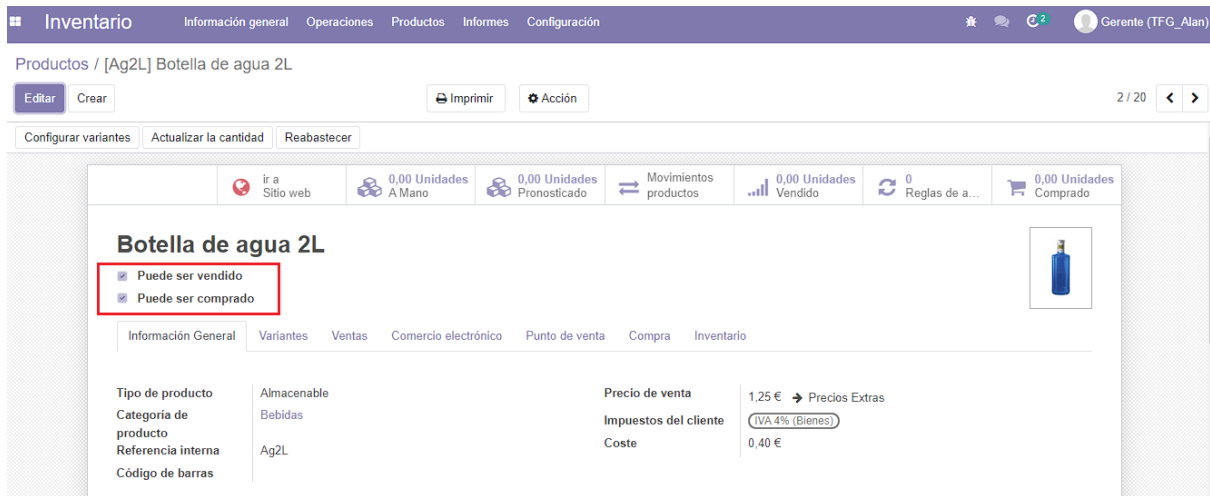 Inventario Información general Operaciones Productos Informes Configuración 2 Gerente (TFG_Alan)
Productos / [Ag2L] Botella de agua 2L
Editar Crear Imprimir Acción 2 / 20
Configurar variantes Actualizar la cantidad Reabastecer
ir a
Sitio web
0,00 Unidades
A Mano
0,00 Unidades
Pronosticado
Movimientos
productos
0,00 Unidades
Vendido
0
Reglas de a...
0,00 Unidades
Comprado
Botella de agua 2L
Puede ser vendido
Puede ser comprado
Información General Variantes Ventas Comercio electrónico Punto de venta Compra Inventario
Tipo de producto Almacenable
Categoría de
producto
Bebidas
Referencia interna Ag2L
Código de barras
Precio de venta 1,25 € Precios Extras
Impuestos del cliente IVA 4% (Bienes)
Coste 0,40 €